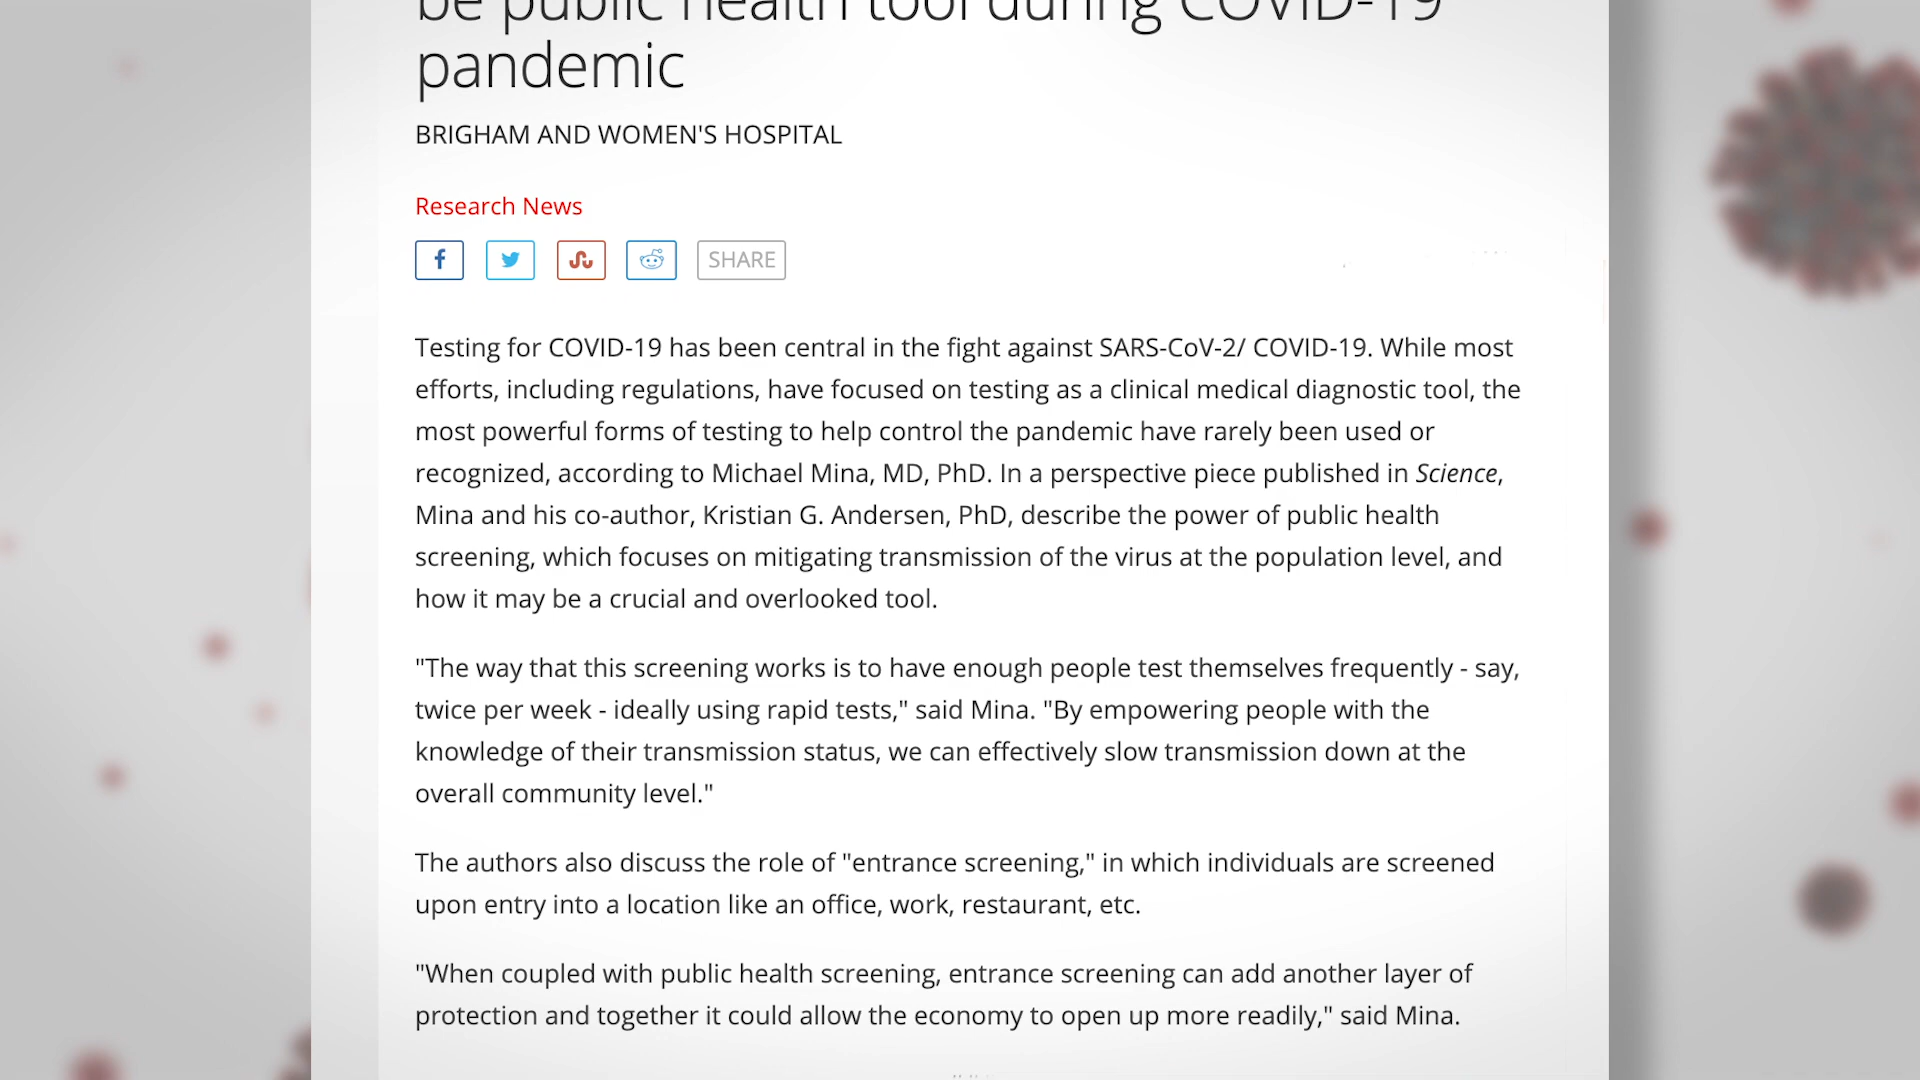 be public health tool during COVID-19
pandemic
BRIGHAM AND WOMEN'S HOSPITAL
Research News
f SHARE
Testing for COVID-19 has been central in the fight against SARS-CoV-2/ COVID-19. While most
efforts, including regulations, have focused on testing as a clinical medical diagnostic tool, the
most powerful forms of testing to help control the pandemic have rarely been used or
recognized, according to Michael Mina, MD, PhD. In a perspective piece published in Science,
Mina and his co-author, Kristian G. Andersen, PhD, describe the power of public health
screening, which focuses on mitigating transmission of the virus at the population level, and
how it may be a crucial and overlooked tool.
"The way that this screening works is to have enough people test themselves frequently - say,
twice per week - ideally using rapid tests," said Mina. "By empowering people with the
knowledge of their transmission status, we can effectively slow transmission down at the
overall community level."
The authors also discuss the role of "entrance screening," in which individuals are screened
upon entry into a location like an office, work, restaurant, etc.
"When coupled with public health screening, entrance screening can add another layer of
protection and together it could allow the economy to open up more readily," said Mina.